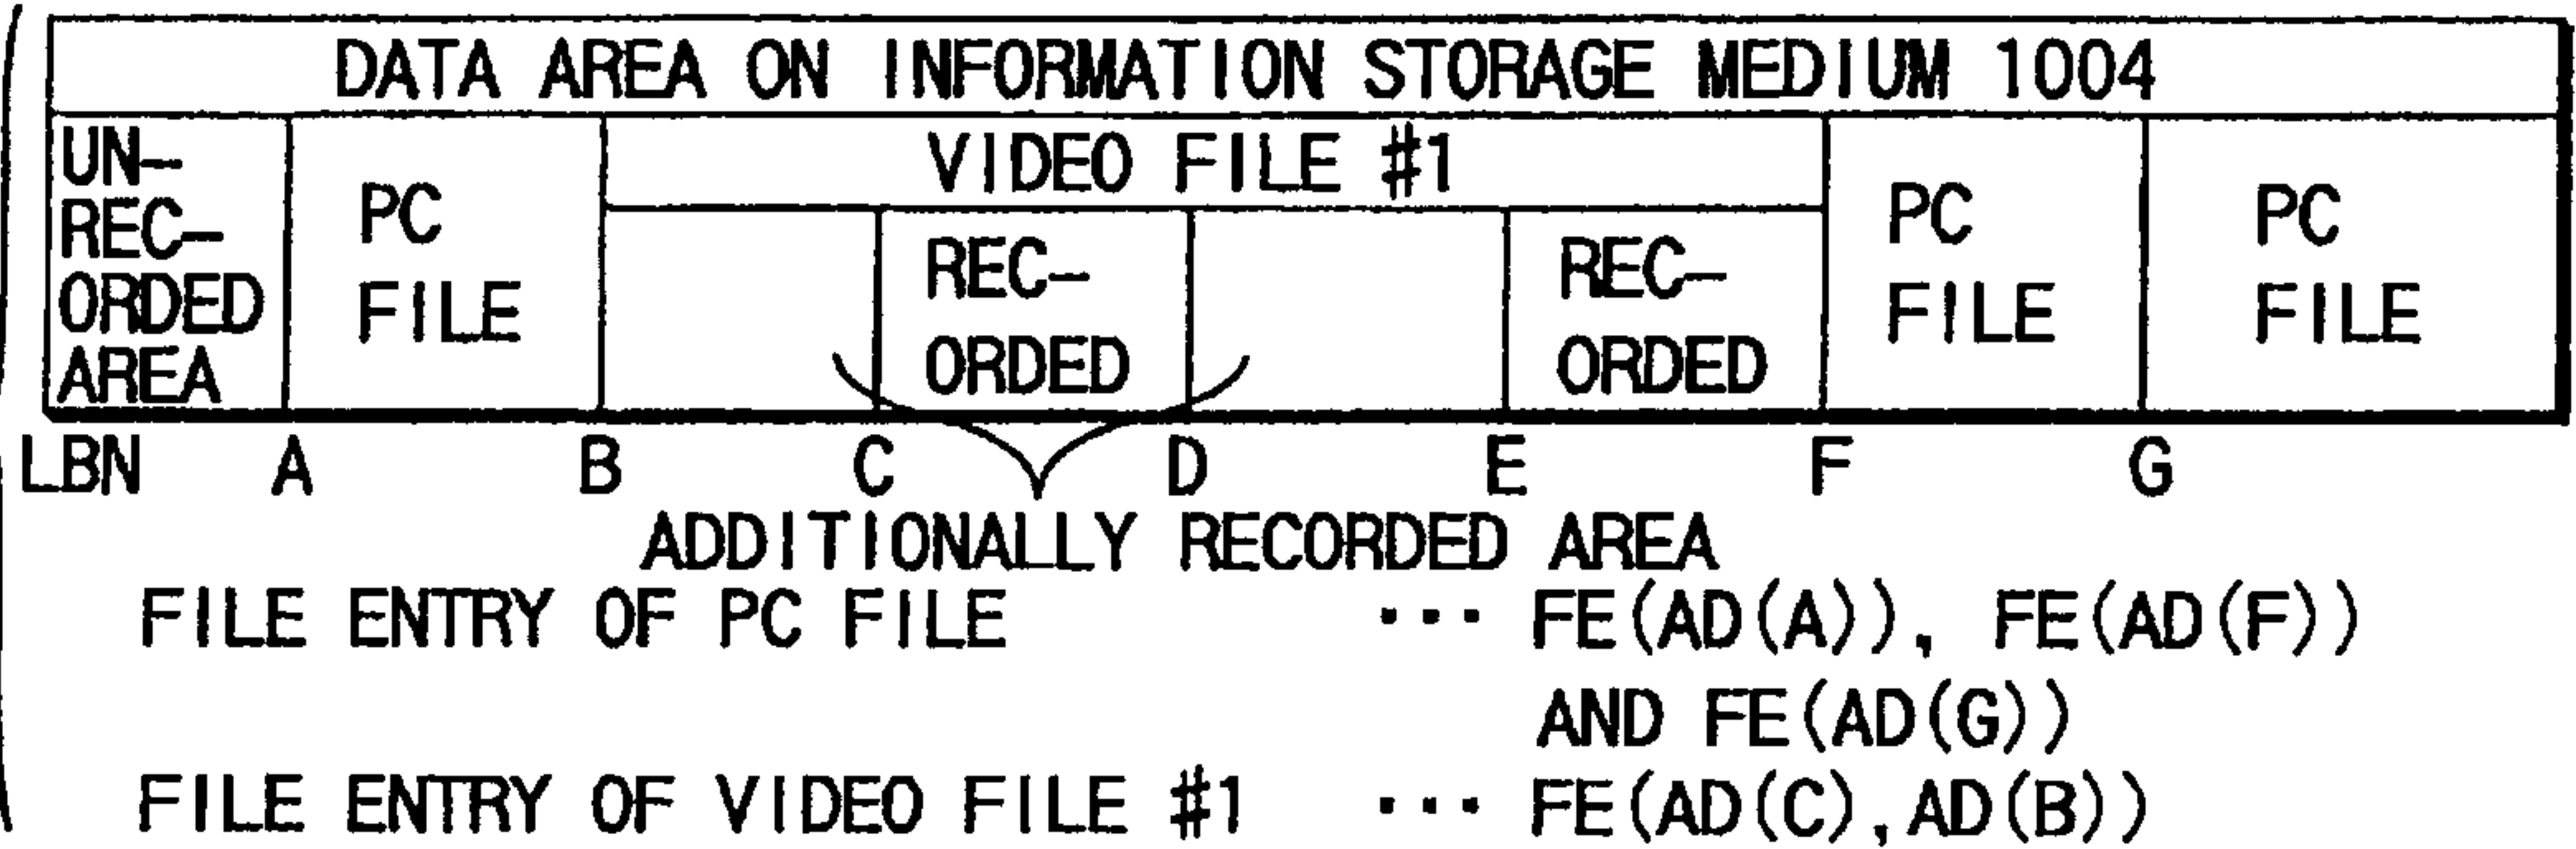 DATA AREA ON INFORMATION STORAGE MEDIUM 1004
UN-
REC-
ORDED
AREA
PC
FILE
VIDEO FILE #1
REC-
ORDED
REC-
ORDED
PC
FILE
PC
FILE
LBN A B C D E F G
ADDITIONALLY RECORDED AREA
FILE ENTRY OF PC FILE ··· FE(AD(A)), FE(AD(F))
AND FE(AD(G))
FILE ENTRY OF VIDEO FILE #1 ··· FE(AD(C),AD(B))